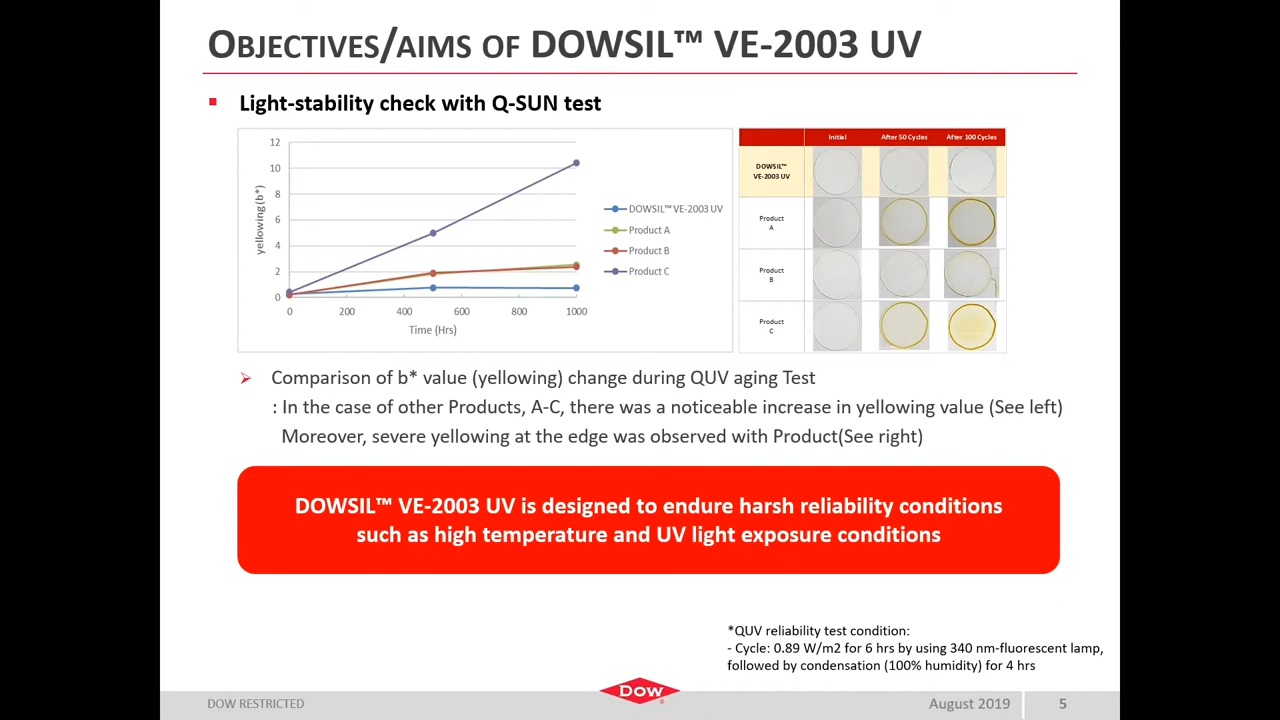 OBJECTIVES/AIMS OF DOWSIL™ VE-2003 UV
Light-stability check with Q-SUN test
12
10
8
6
4
2
0
yellowing (b*)
0 200 400 600 800 1000
Time (Hrs)
DOWSIL™ VE-2003 UV
Product A
Product B
Product C
Initial After 50 Cycles After 100 Cycles
DOWSIL™
VE-2003 UV
Product
A
Product
B
Product
C
Comparison of b* value (yellowing) change during QUV aging Test
: In the case of other Products, A-C, there was a noticeable increase in yellowing value (See left)
Moreover, severe yellowing at the edge was observed with Product(See right)
DOWSIL™ VE-2003 UV is designed to endure harsh reliability conditions
such as high temperature and UV light exposure conditions
*QUV reliability test condition:
- Cycle: 0.89 W/m2 for 6 hrs by using 340 nm-fluorescent lamp,
followed by condensation (100% humidity) for 4 hrs
DOW RESTRICTED
Dow
August 2019
5